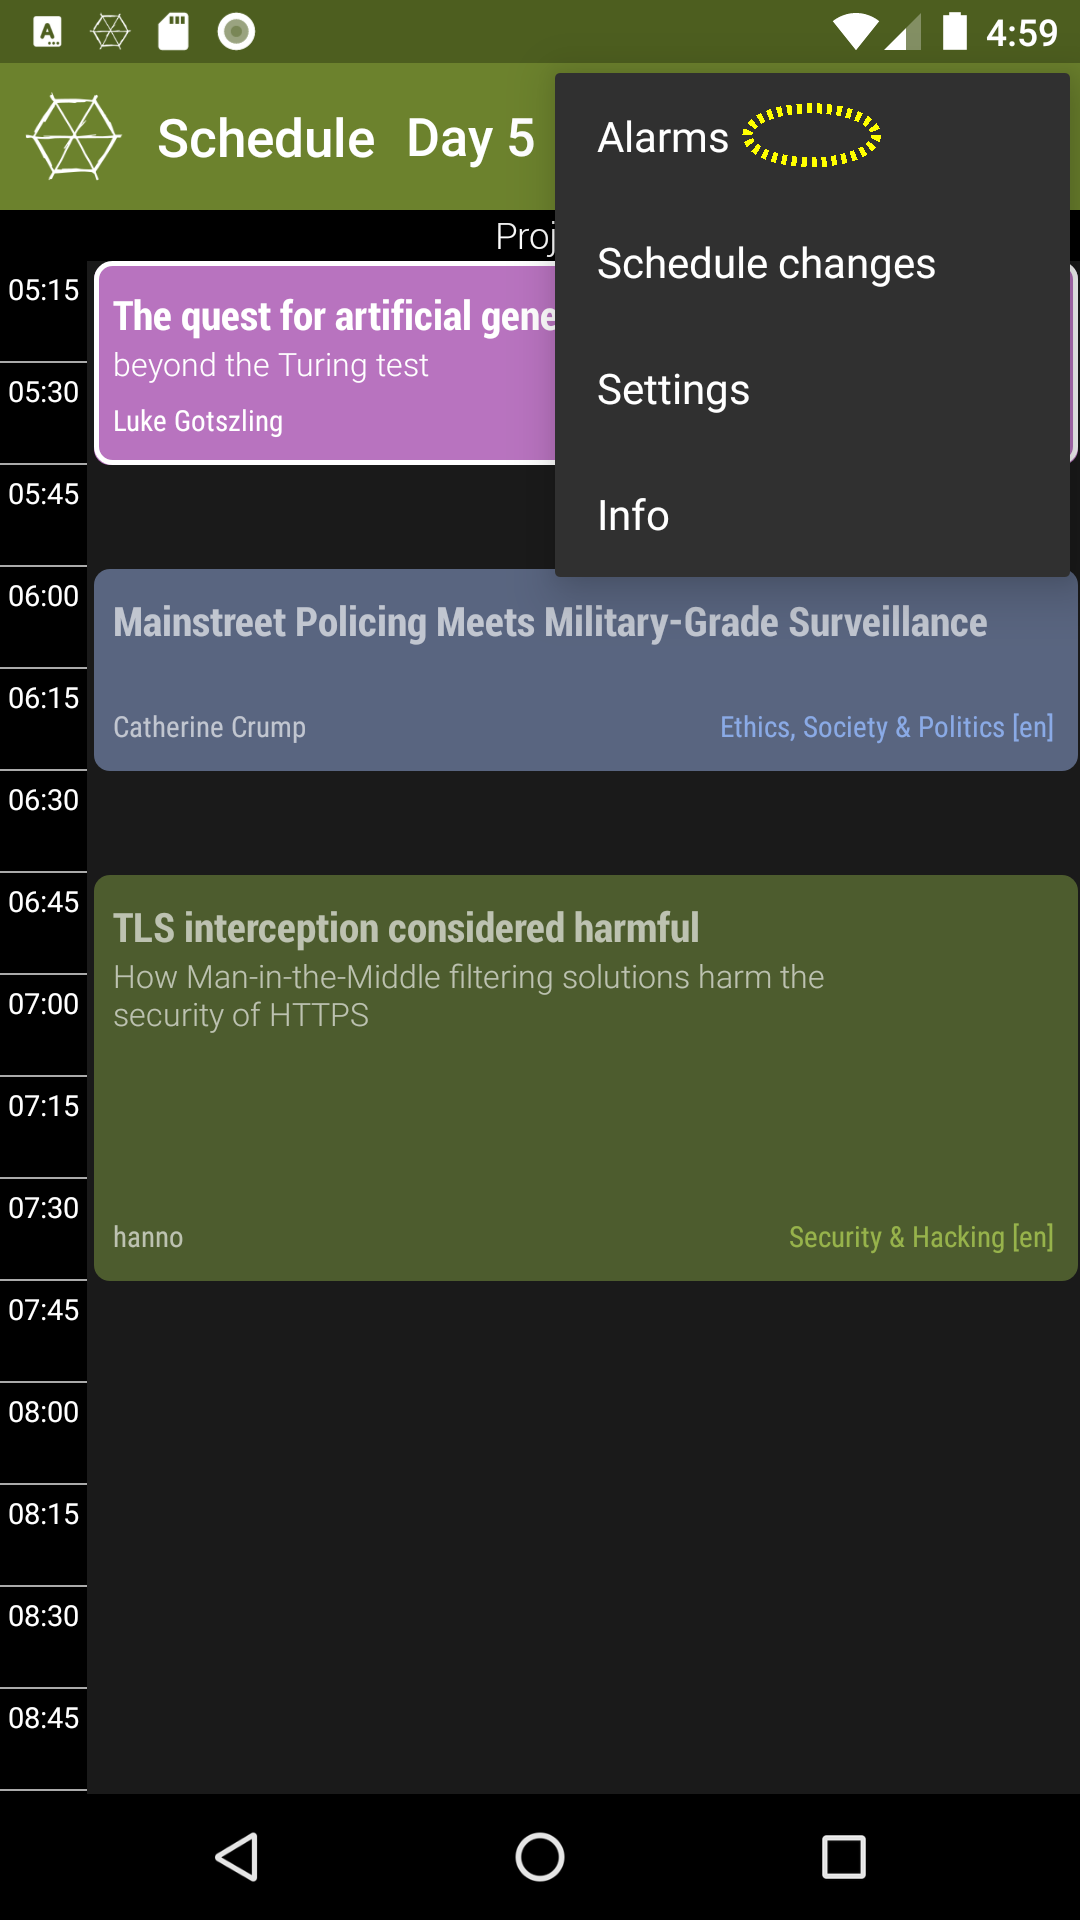 4:59
Schedule Day 5
Alarms
Schedule changes
Settings
Info
Proj
05:15
The quest for artificial gene
beyond the Turing test
05:30
Luke Gotszling
05:45
06:00
Mainstreet Policing Meets Military-Grade Surveillance
06:15
Catherine Crump Ethics, Society & Politics [en]
06:30
06:45
TLS interception considered harmful
How Man-in-the-Middle filtering solutions harm the
security of HTTPS
07:00
07:15
07:30
hanno Security & Hacking [en]
07:45
08:00
08:15
08:30
08:45